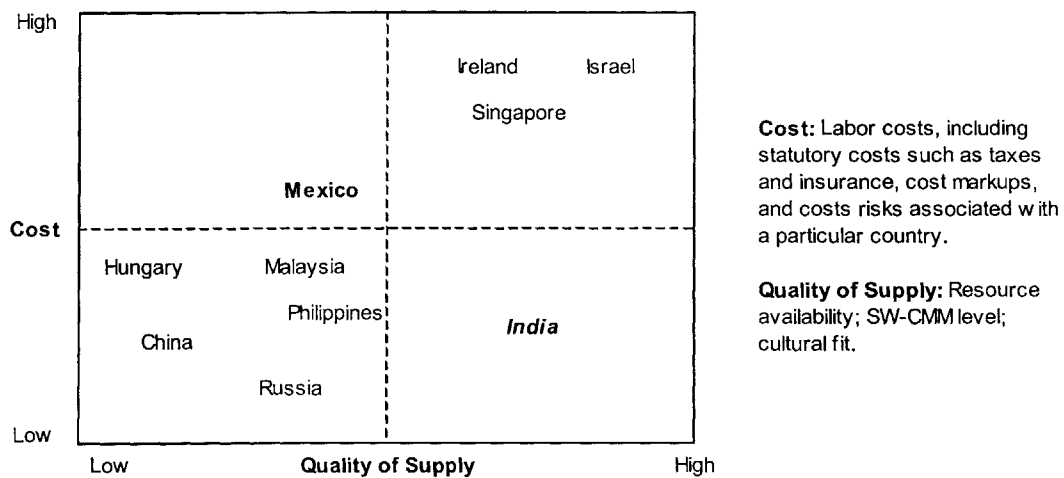 High
Ireland Israel
Singapore
Mexico
Cost
Hungary Malaysia
Philippines
India
China
Russia
Low
Low Quality of Supply High
Cost: Labor costs, including
statutory costs such as taxes
and insurance, cost markups,
and costs risks associated with
a particular country.
Quality of Supply: Resource
availability; SW-CMM level;
cultural fit.